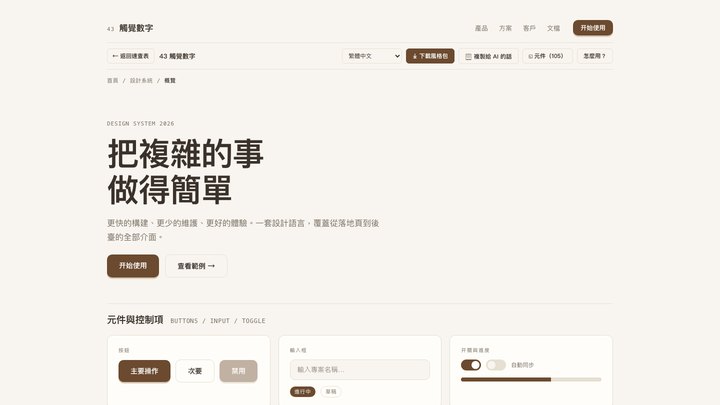 43 觸覺數字
產品 方案 客戶 文檔 开始使用
← 返回速查表 43 觸覺數字
繁體中文 下載風格包 複製給 AI 的話 元件（105） 怎麼用？
首頁 / 設計系統 / 概覽
DESIGN SYSTEM 2026
把複雜的事
做得簡單
更快的構建、更少的維護、更好的體驗。一套設計語言，覆蓋從落地頁到後
臺的全部介面。
开始使用 查看範例 →
元件與控制項 BUTTONS / INPUT / TOGGLE
按鈕
主要操作 次要 禁用
輸入框
輸入專案名稱...
進行中 草稿
开關與進度
自動同步